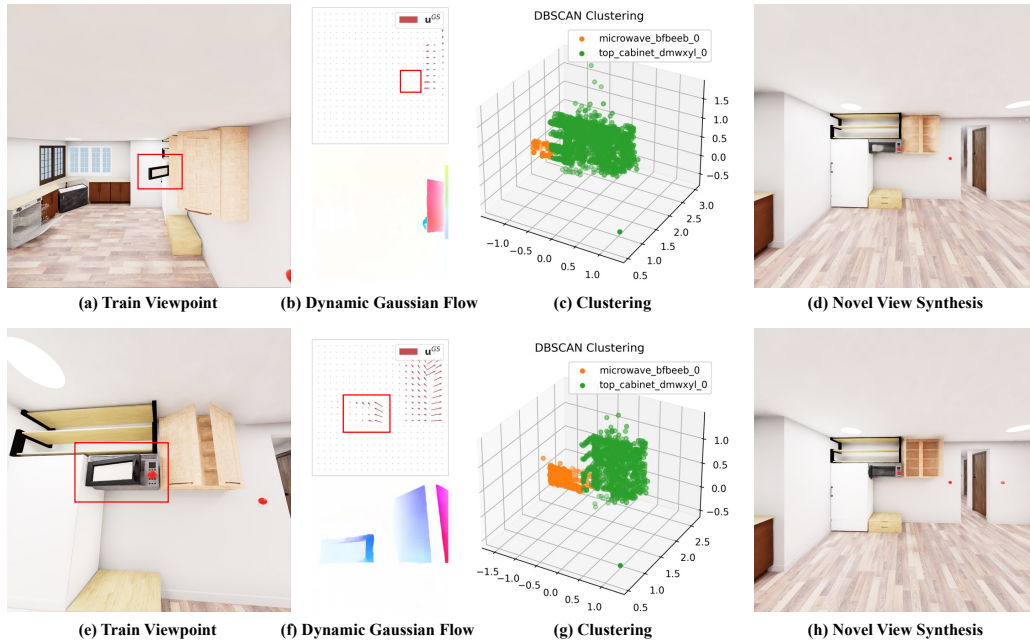 u^GS
DBSCAN Clustering
microwave_bfbeeb_0
top_cabinet_dmwxyl_0
1.5
1.0
0.5
0.0
−0.5
3.0
2.5
2.0
1.5
1.0
0.5
−1.0
−0.5
0.0
0.5
1.0
(a) Train Viewpoint
(b) Dynamic Gaussian Flow
(c) Clustering
(d) Novel View Synthesis
u^GS
DBSCAN Clustering
microwave_bfbeeb_0
top_cabinet_dmwxyl_0
1.0
0.5
0.0
−0.5
2.5
2.0
1.5
1.0
0.5
−1.5
−1.0
−0.5
0.0
0.5
1.0
(e) Train Viewpoint
(f) Dynamic Gaussian Flow
(g) Clustering
(h) Novel View Synthesis